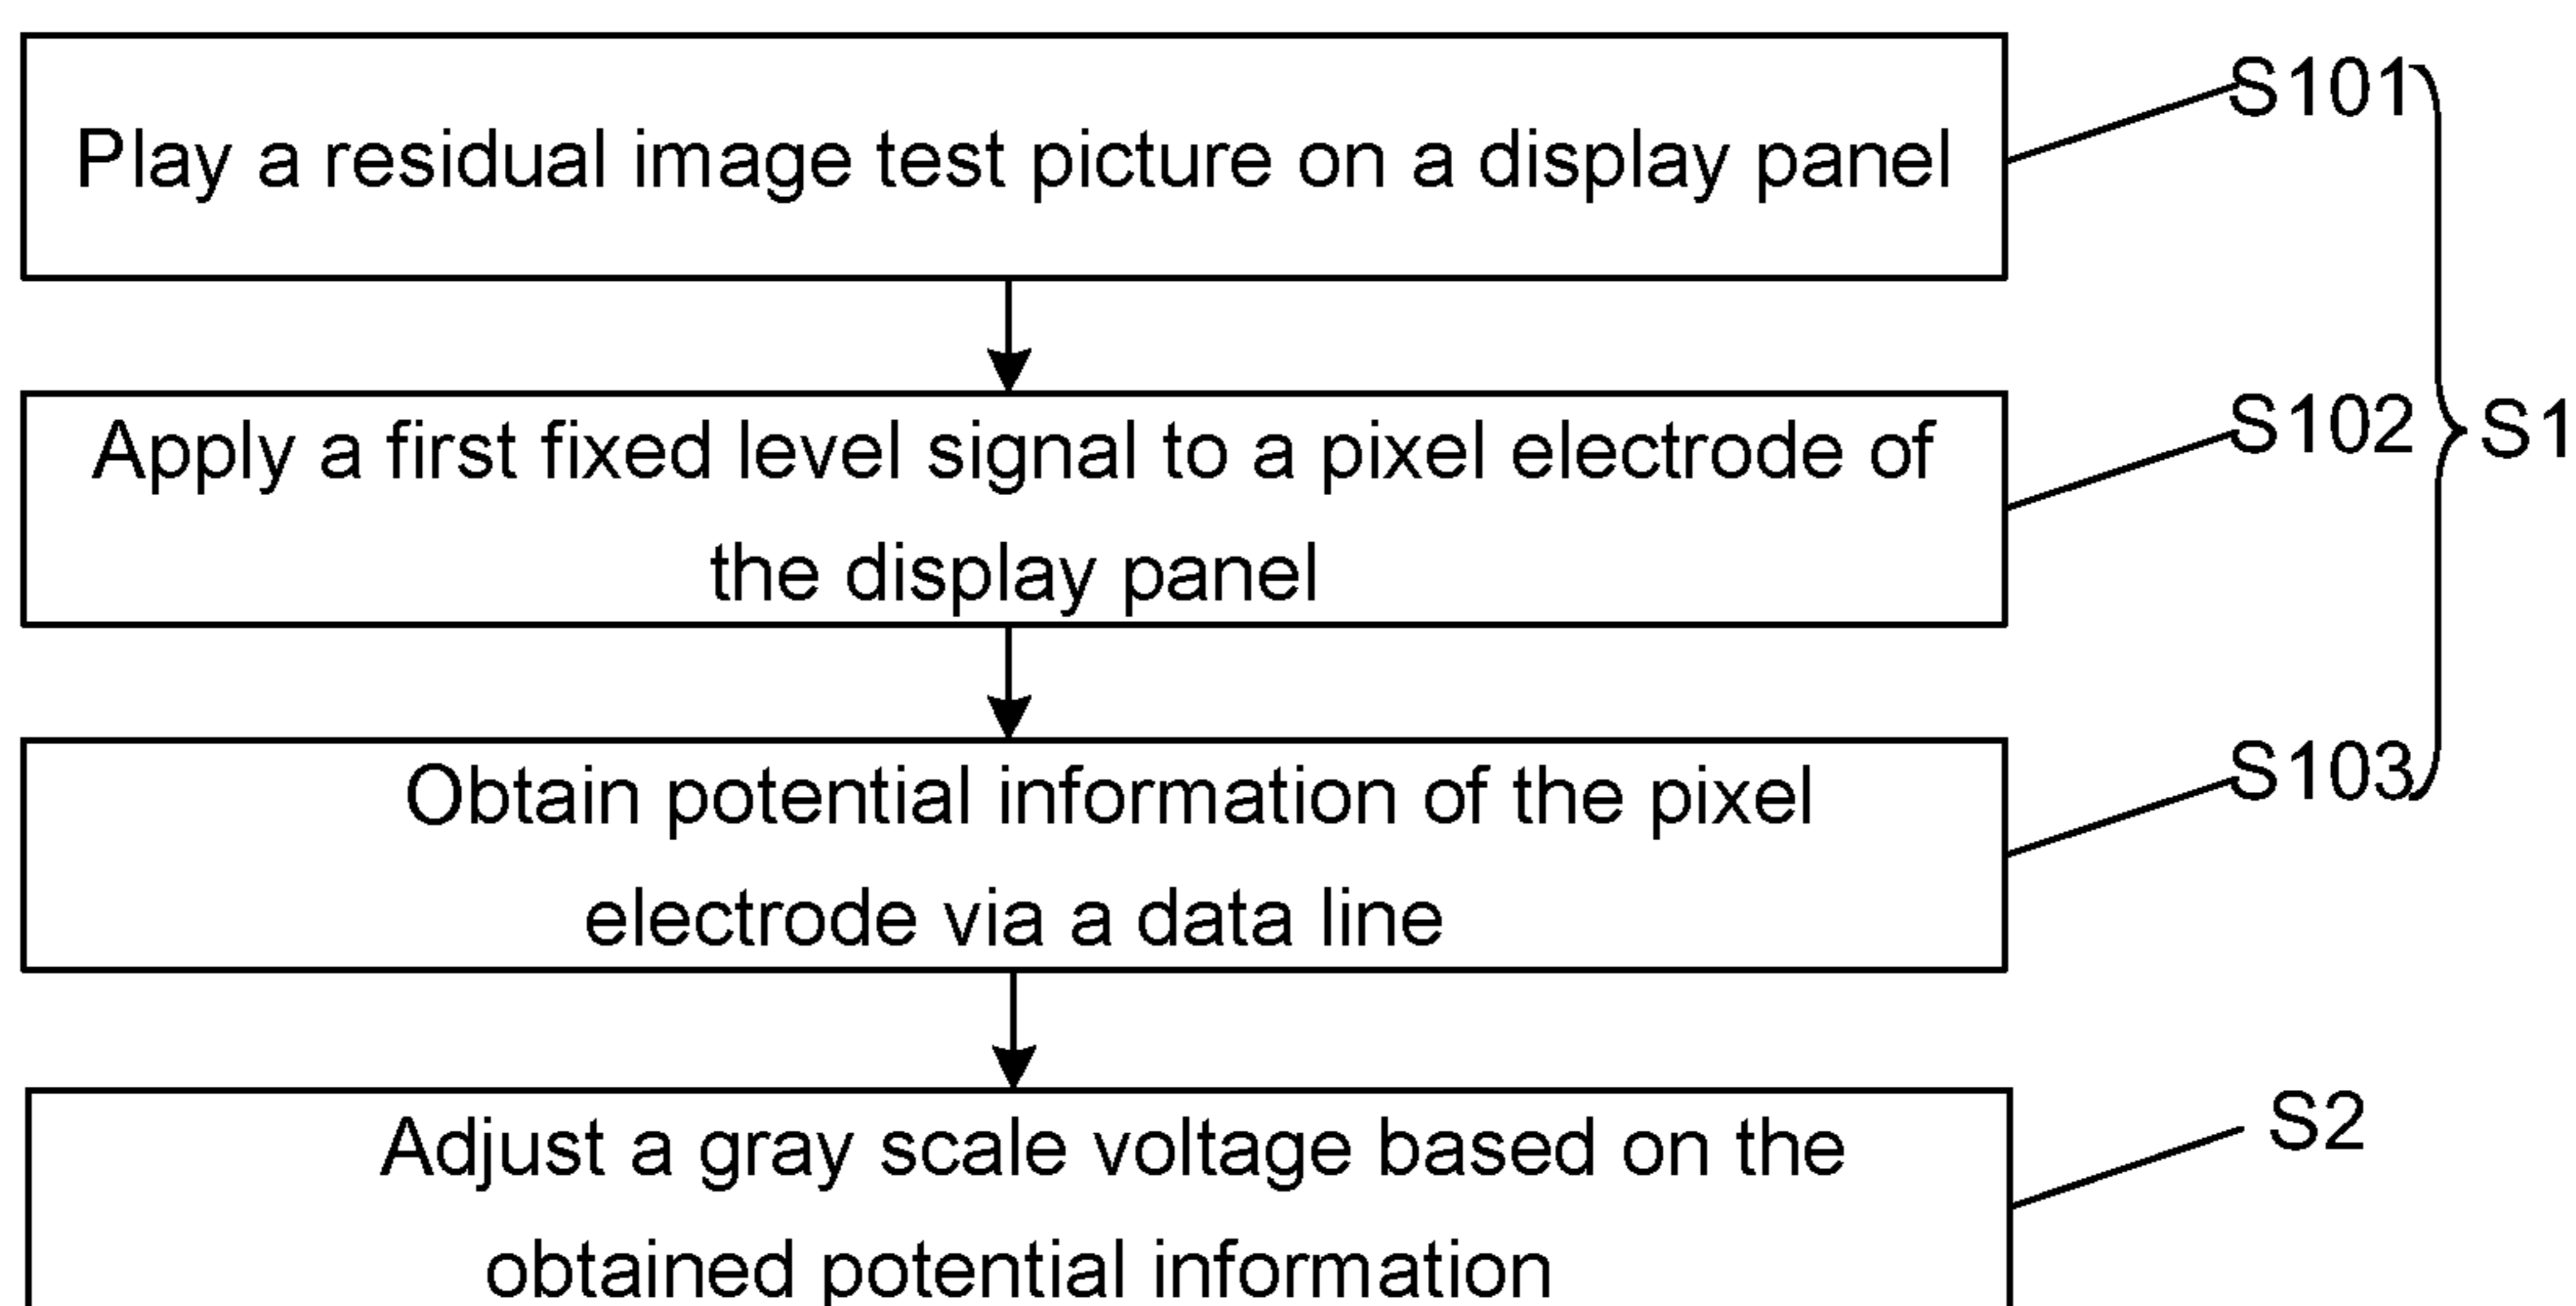 Play a residual image test picture on a display panel
S101
Apply a first fixed level signal to a pixel electrode of
the display panel
S102
S1
Obtain potential information of the pixel
electrode via a data line
S103
Adjust a gray scale voltage based on the
obtained potential information
S2